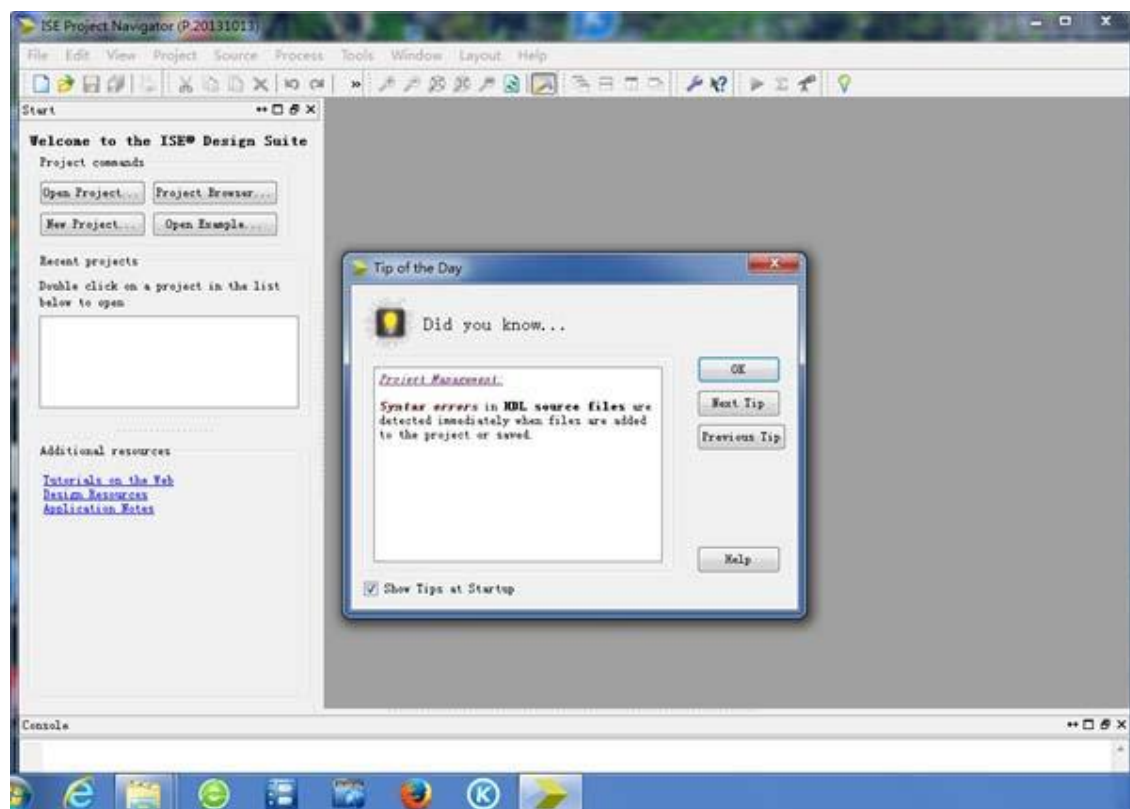 ISE Project Navigator (P.20131013)
File Edit View Project Source Process Tools Window Layout Help
Start
Welcome to the ISE® Design Suite
Project commands
Open Project... Project Browser...
New Project... Open Example...
Recent projects
Double click on a project in the list
below to open
Additional resources
Tutorials on the Web
Design Resources
Application Notes
Tip of the Day
Did you know...
Project Management.
Syntax errors in HDL source files are
detected immediately when files are added
to the project or saved.
OK
Next Tip
Previous Tip
Help
Show Tips at Startup
Console